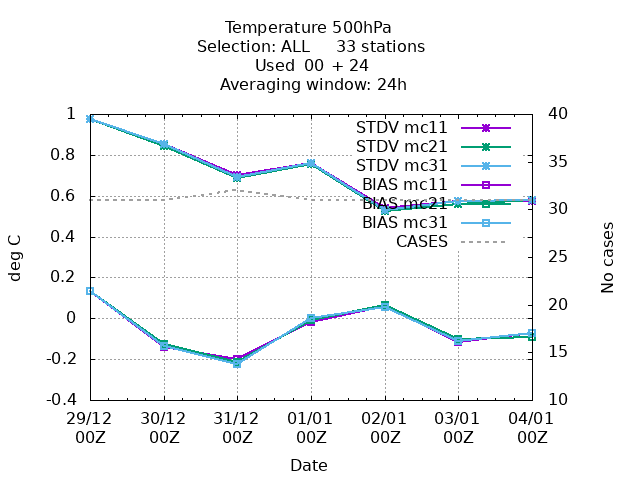 Temperature 500hPa
Selection: ALL 33 stations
Used 00 + 24
Averaging window: 24h
1
0.8
0.6
0.4
0.2
0
-0.2
-0.4
deg C
STDV mc11
STDV mc21
STDV mc31
BIAS mc11
BIAS mc21
BIAS mc31
CASES
40
35
30
25
20
15
10
No cases
29/12 30/12 31/12 01/01 02/01 03/01 04/01
00Z 00Z 00Z 00Z 00Z 00Z 00Z
Date